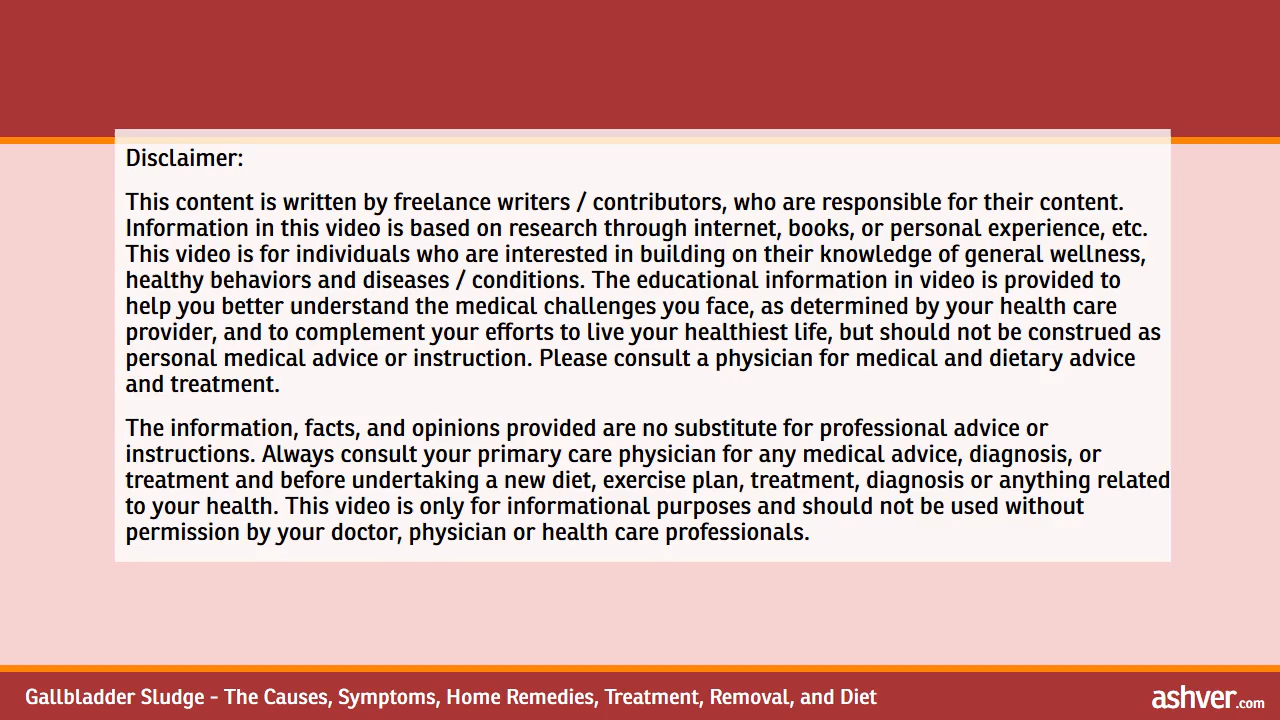 Disclaimer:
This content is written by freelance writers / contributors, who are responsible for their content.
Information in this video is based on research through internet, books, or personal experience, etc.
This video is for individuals who are interested in building on their knowledge of general wellness,
healthy behaviors and diseases / conditions. The educational information in video is provided to
help you better understand the medical challenges you face, as determined by your health care
provider, and to complement your efforts to live your healthiest life, but should not be construed as
personal medical advice or instruction. Please consult a physician for medical and dietary advice
and treatment.
The information, facts, and opinions provided are no substitute for professional advice or
instructions. Always consult your primary care physician for any medical advice, diagnosis, or
treatment and before undertaking a new diet, exercise plan, treatment, diagnosis or anything related
to your health. This video is only for informational purposes and should not be used without
permission by your doctor, physician or health care professionals.
Gallbladder Sludge - The Causes, Symptoms, Home Remedies, Treatment, Removal, and Diet
ashver.com